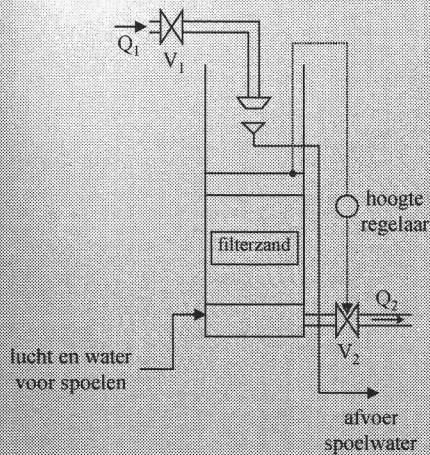 Q1
V1
hoogte
regelaar
filterzand
Q2
V2
lucht en water
voor spoelen
afvoer
spoelwater